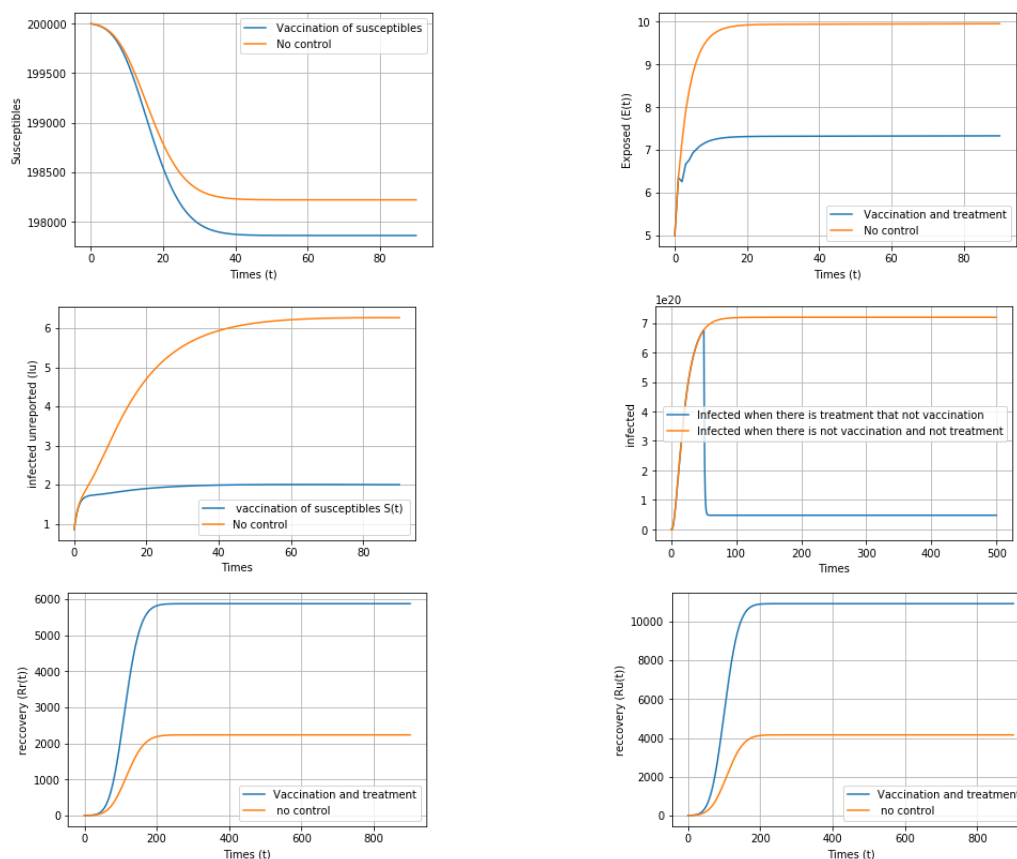 200000
199500
199000
198500
198000
Susceptibles
Vaccination of susceptibles
No control
0 20 40 60 80
Times (t)
10
9
8
7
6
5
Exposed (E(t))
Vaccination and treatment
No control
0 20 40 60 80
Times (t)
6
5
4
3
2
1
infected unreported (Iu)
vaccination of susceptibles S(t)
No control
0 20 40 60 80
Times
1e20
7
6
5
4
3
2
1
0
infected
Infected when there is treatment that not vaccination
Infected when there is not vaccination and not treatment
0 100 200 300 400 500
Times
6000
5000
4000
3000
2000
1000
0
reccovery (Rr(t))
Vaccination and treatment
no control
0 200 400 600 800
Times (t)
10000
8000
6000
4000
2000
0
reccovery (Ru(t))
Vaccination and treatment
no control
0 200 400 600 800
Times (t)